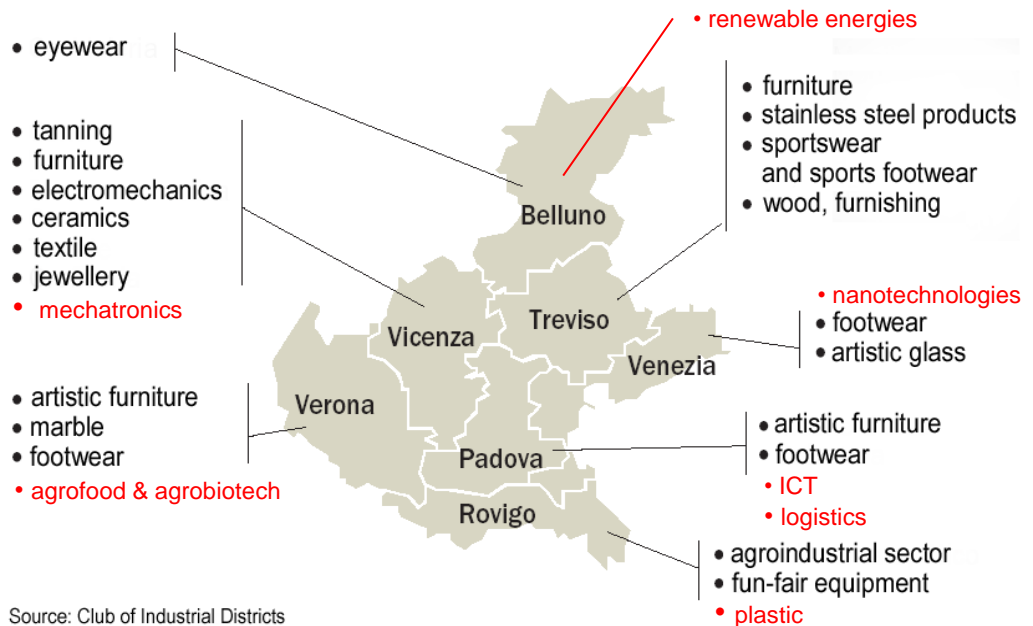 • renewable energies
• eyewear
• furniture
• stainless steel products
• sportswear
and sports footwear
• wood, furnishing
• tanning
• furniture
• electromechanics
• ceramics
• textile
• jewellery
• mechatronics
Belluno
Vicenza
Treviso
Venezia
• nanotechnologies
• footwear
• artistic glass
• artistic furniture
• marble
• footwear
• agrofood & agrobiotech
Verona
Padova
Rovigo
• artistic furniture
• footwear
• ICT
• logistics
• agroindustrial sector
• fun-fair equipment
• plastic
Source: Club of Industrial Districts